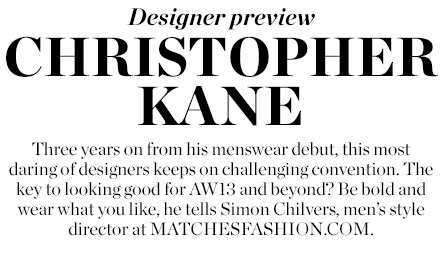 Designer preview
CHRISTOPHER
KANE
Three years on from his menswear debut, this most
daring of designers keeps on challenging convention. The
key to looking good for AW13 and beyond? Be bold and
wear what you like, he tells Simon Chilvers, men's style
director at MATCHESFASHION.COM.